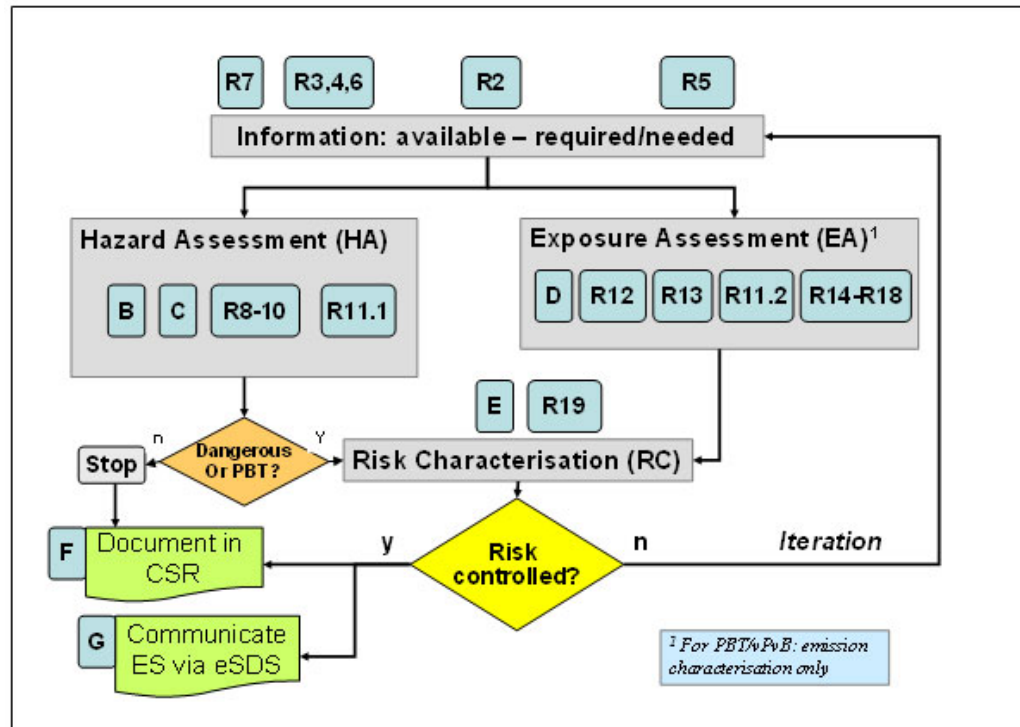 R7 R3,4,6 R2 R5
Information: available – required/needed
Hazard Assessment (HA)
B C R8-10 R11.1
Exposure Assessment (EA)¹
D R12 R13 R11.2 R14-R18
E R19
n
Dangerous
Or PBT?
Y
Stop
Risk Characterisation (RC)
F
Document in
CSR
y
Risk
controlled?
n
Iteration
G
Communicate
ES via eSDS
¹ For PBT/vPvB: emission
characterisation only